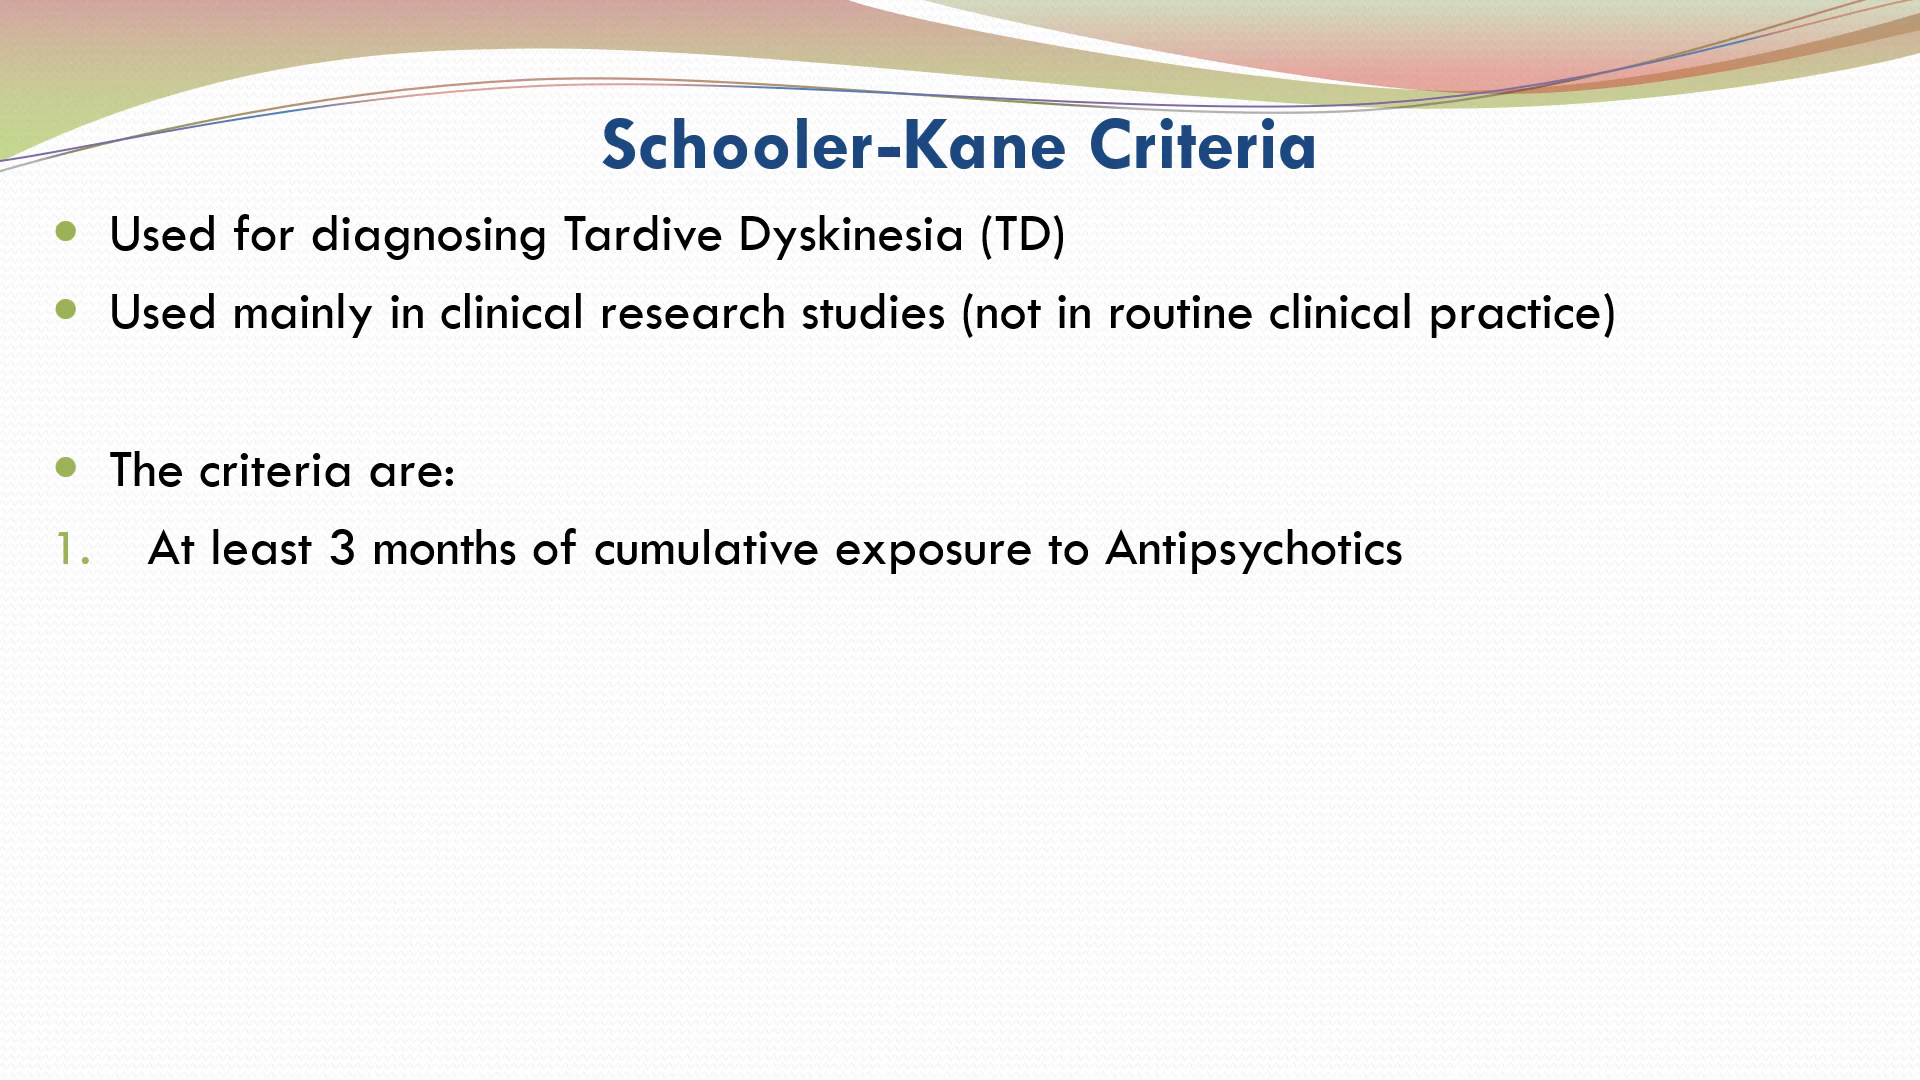 Schooler-Kane Criteria
• Used for diagnosing Tardive Dyskinesia (TD)
• Used mainly in clinical research studies (not in routine clinical practice)
• The criteria are:
1. At least 3 months of cumulative exposure to Antipsychotics